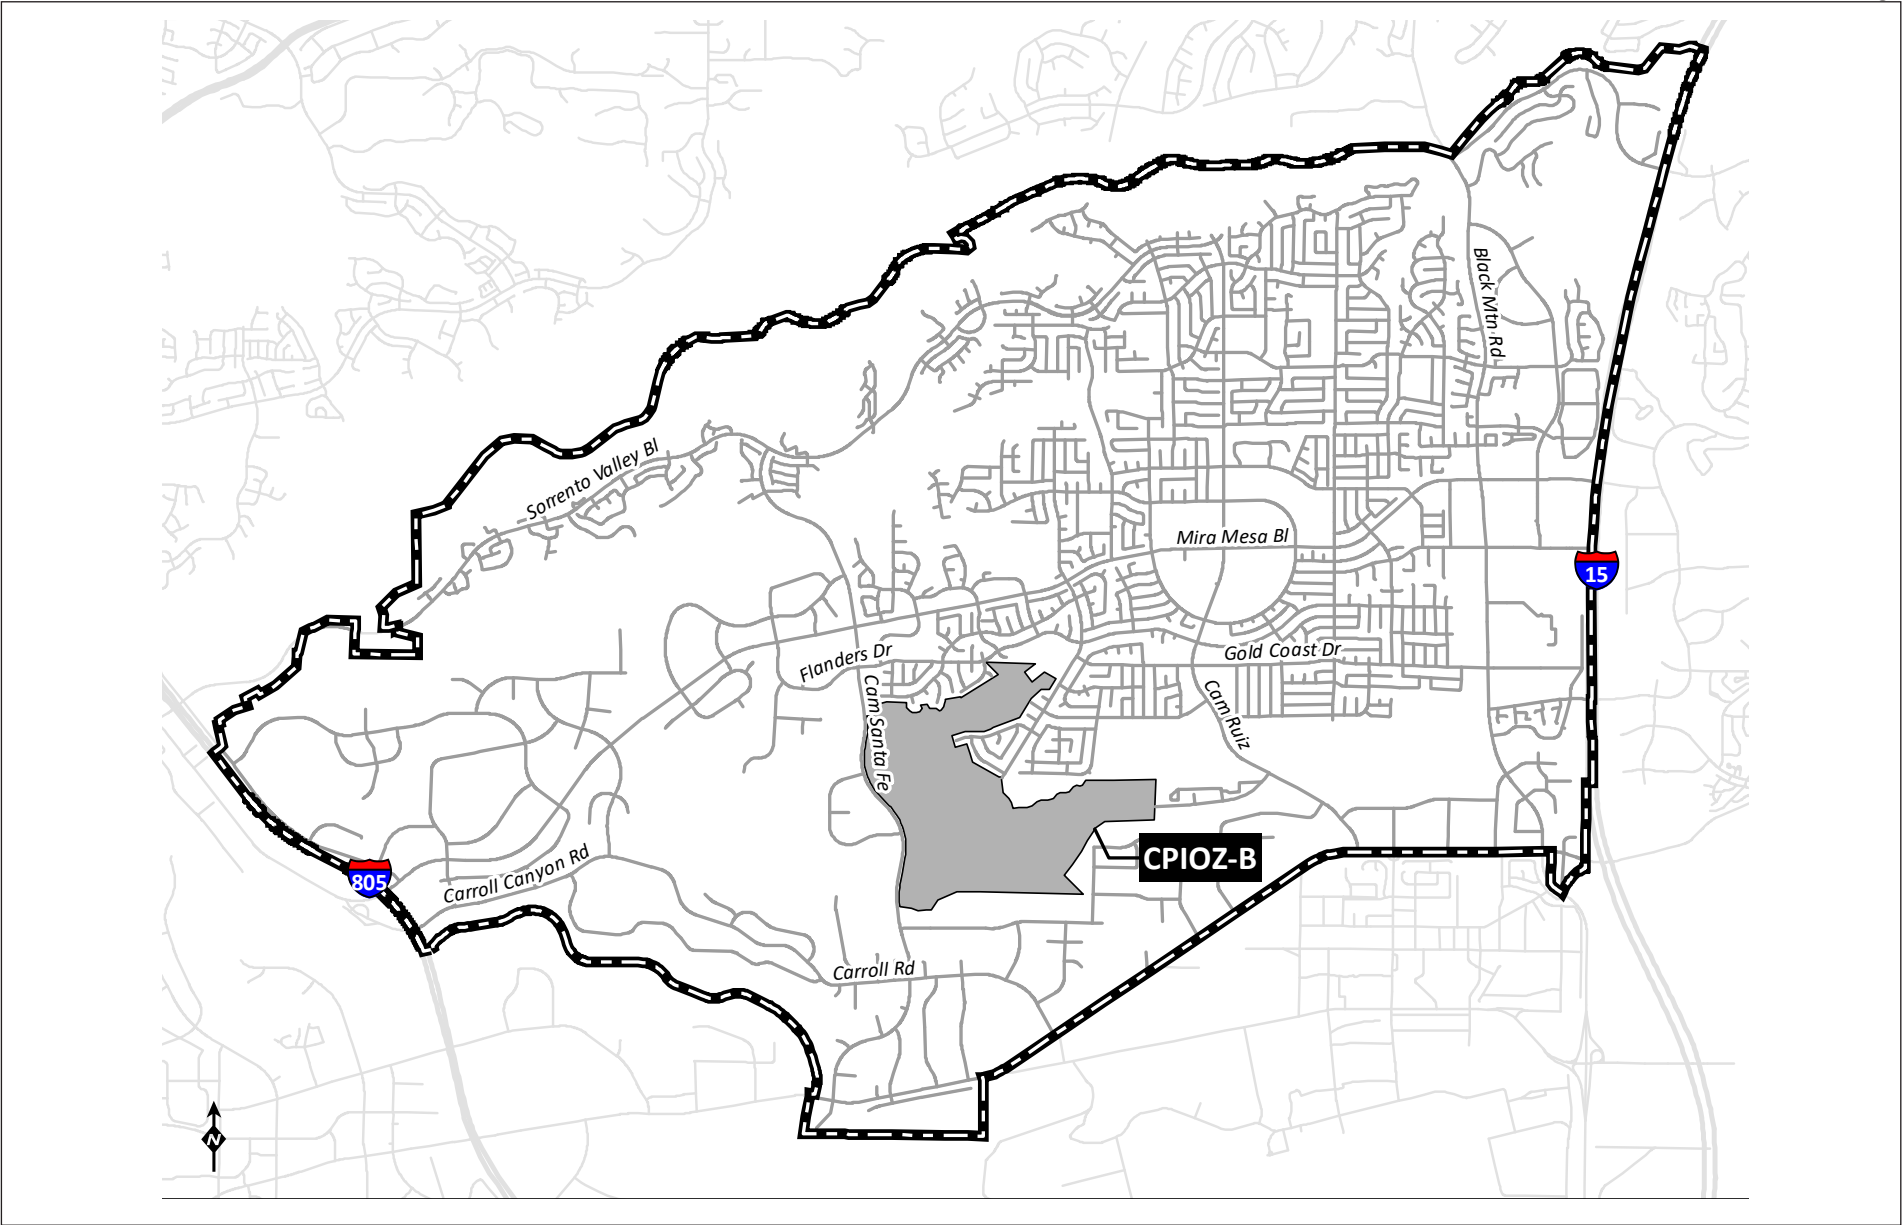 Black Mtn Rd
Sorrento Valley Bl
Mira Mesa Bl
15
Flanders Dr
Gold Coast Dr
Cam Santa Fe
Cam Ruiz
CPIOZ-B
805
Carroll Canyon Rd
Carroll Rd
N